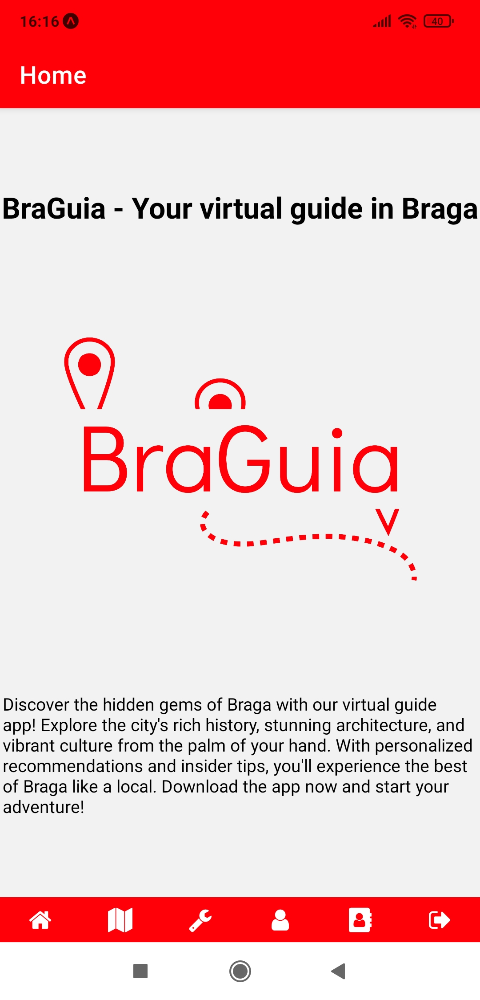 16:16
40
Home
BraGuia - Your virtual guide in Braga
BraGuia
Discover the hidden gems of Braga with our virtual guide
app! Explore the city's rich history, stunning architecture, and
vibrant culture from the palm of your hand. With personalized
recommendations and insider tips, you'll experience the best
of Braga like a local. Download the app now and start your
adventure!